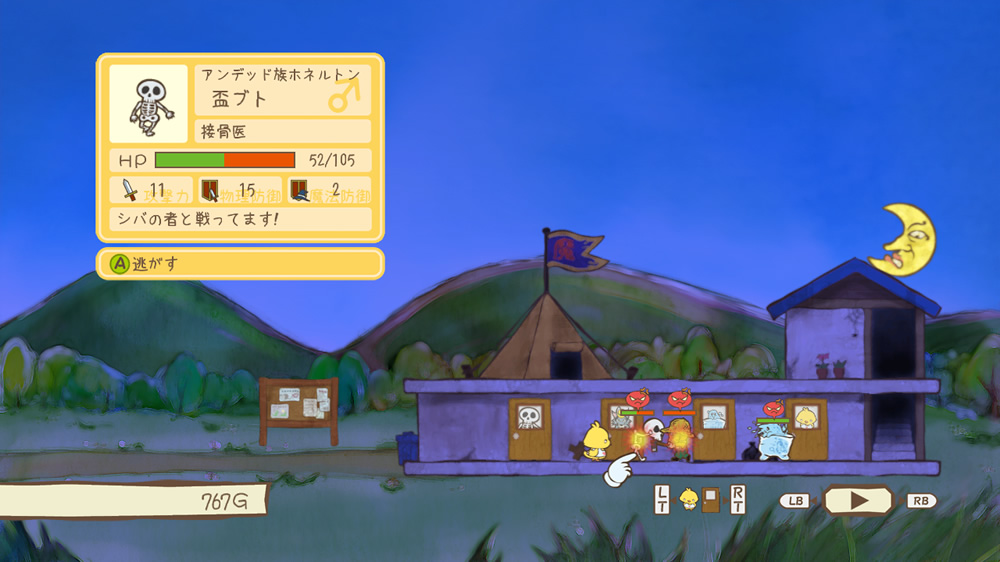 アンデッド族ホネルトン
盃ブト
接骨医
HP 52/105
11 攻撃力 15 物理防御 2 魔法防御
シバの者と戦ってます!
A 逃がす
767G
LT RT LB RB